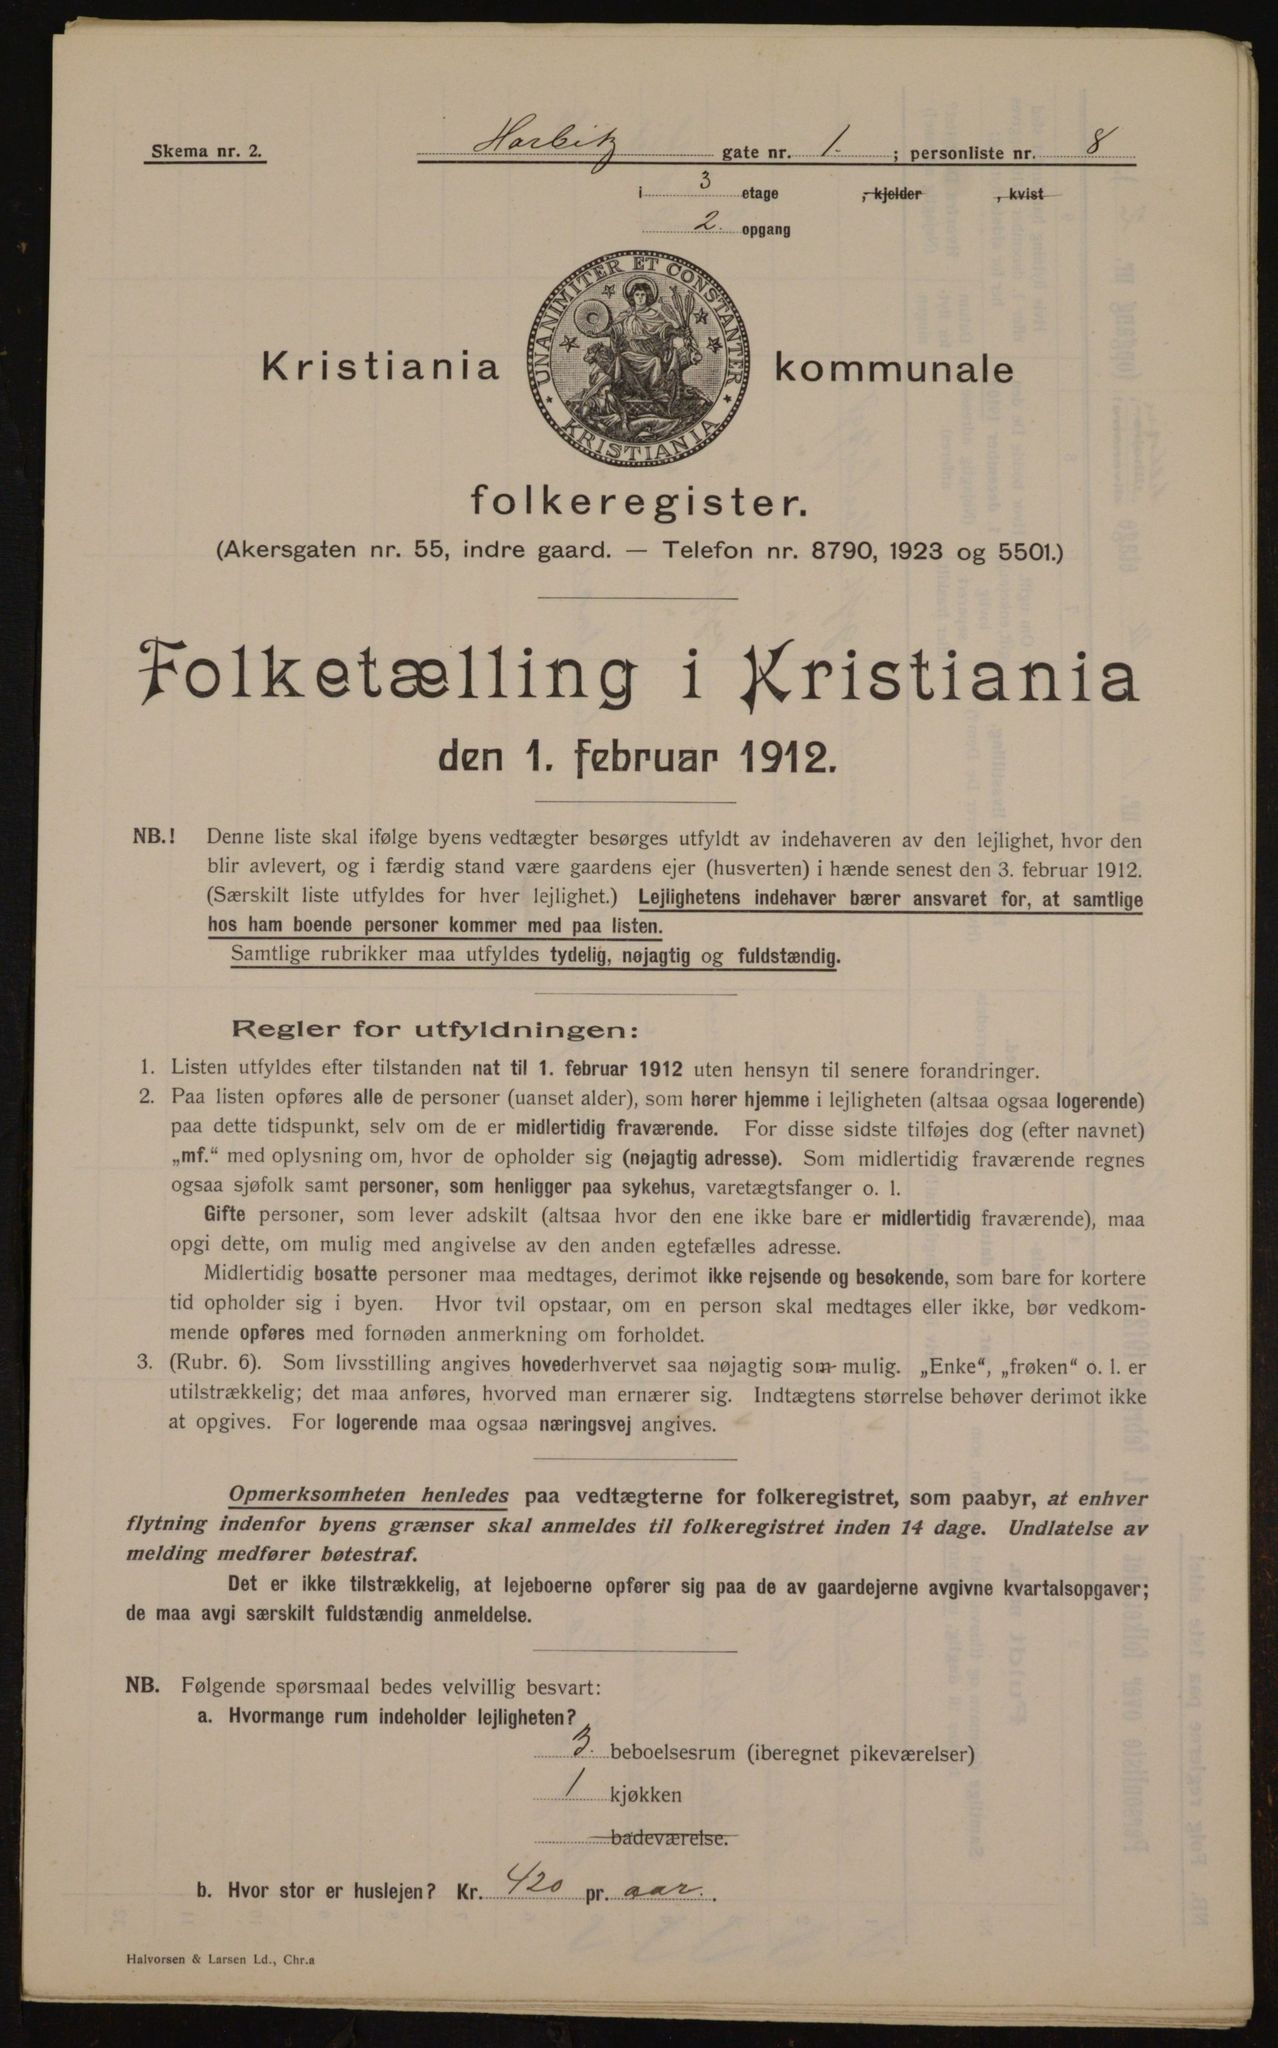 Skema nr. 2. Harbitz gate nr. 1. ; personliste nr. 8
i 3 etage , kjelder , kvist
2. opgang
UNANIMITER ET CONSTANTER
KRISTIANIA
Kristiania kommunale
folkeregister.
(Akersgaten nr. 55, indre gaard. — Telefon nr. 8790, 1923 og 5501.)
Folketælling i Kristiania
den 1. februar 1912.
NB.! Denne liste skal ifølge byens vedtægter besørges utfyldt av indehaveren av den lejlighet, hvor den
blir avlevert, og i færdig stand være gaardens ejer (husverten) i hænde senest den 3. februar 1912.
(Særskilt liste utfyldes for hver lejlighet.) Lejlighetens indehaver bærer ansvaret for, at samtlige
hos ham boende personer kommer med paa listen.
Samtlige rubrikker maa utfyldes tydelig, nøjagtig og fuldstændig.
Regler for utfyldningen:
1. Listen utfyldes efter tilstanden nat til 1. februar 1912 uten hensyn til senere forandringer.
2. Paa listen opføres alle de personer (uanset alder), som hører hjemme i lejligheten (altsaa ogsaa logerende)
paa dette tidspunkt, selv om de er midlertidig fraværende. For disse sidste tilføjes dog (efter navnet)
„mf.“ med oplysning om, hvor de opholder sig (nøjagtig adresse). Som midlertidig fraværende regnes
ogsaa sjøfolk samt personer, som henligger paa sykehus, varetægtsfanger o. l.
Gifte personer, som lever adskilt (altsaa hvor den ene ikke bare er midlertidig fraværende), maa
opgi dette, om mulig med angivelse av den anden egtefælles adresse.
Midlertidig bosatte personer maa medtages, derimot ikke rejsende og besøkende, som bare for kortere
tid opholder sig i byen. Hvor tvil opstaar, om en person skal medtages eller ikke, bør vedkom-
mende opføres med fornøden anmerkning om forholdet.
3. (Rubr. 6). Som livsstilling angives hovederhvervet saa nøjagtig som mulig. „Enke“, „frøken“ o. l. er
utilstrækkelig; det maa anføres, hvorved man ernærer sig. Indtægtens størrelse behøver derimot ikke
at opgives. For logerende maa ogsaa næringsvej angives.
Opmerksomheten henledes paa vedtægterne for folkeregistret, som paabyr, at enhver
flytning indenfor byens grænser skal anmeldes til folkeregistret inden 14 dage. Undlatelse av
melding medfører bøtestraf.
Det er ikke tilstrækkelig, at lejeboerne opfører sig paa de av gaardejerne avgivne kvartalsopgaver;
de maa avgi særskilt fuldstændig anmeldelse.
NB. Følgende spørsmaal bedes velvillig besvart:
a. Hvormange rum indeholder lejligheten?
3. beboelsesrum (iberegnet pikeværelser)
1 kjøkken
badeværelse.
b. Hvor stor er huslejen? Kr. 420 pr. aar.
Halvorsen & Larsen Ld., Chr.a